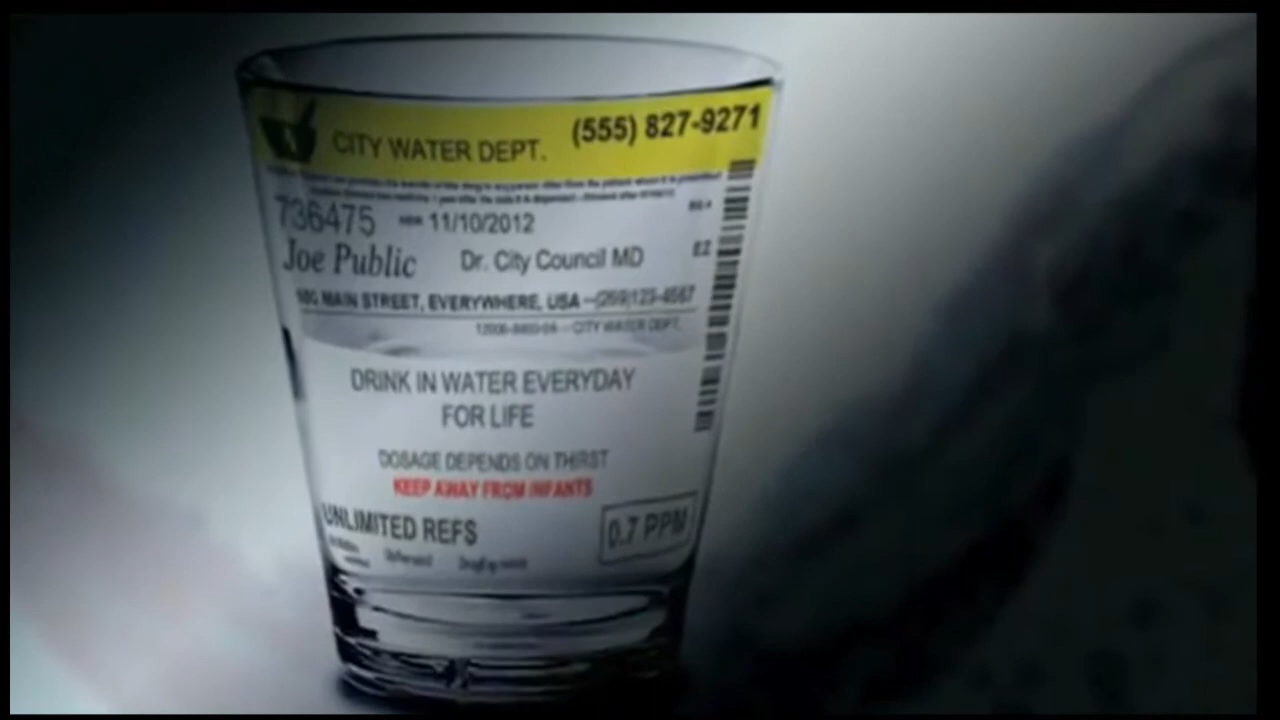 CITY WATER DEPT. (555) 827-9271
736475 11/10/2012
Joe Public Dr. City Council MD
MAIN STREET, EVERYWHERE, USA
CITY WATER DEPT.
DRINK IN WATER EVERYDAY
FOR LIFE
DOSAGE DEPENDS ON THIRST
KEEP AWAY FROM INFANTS
UNLIMITED REFS
0.7 PPM